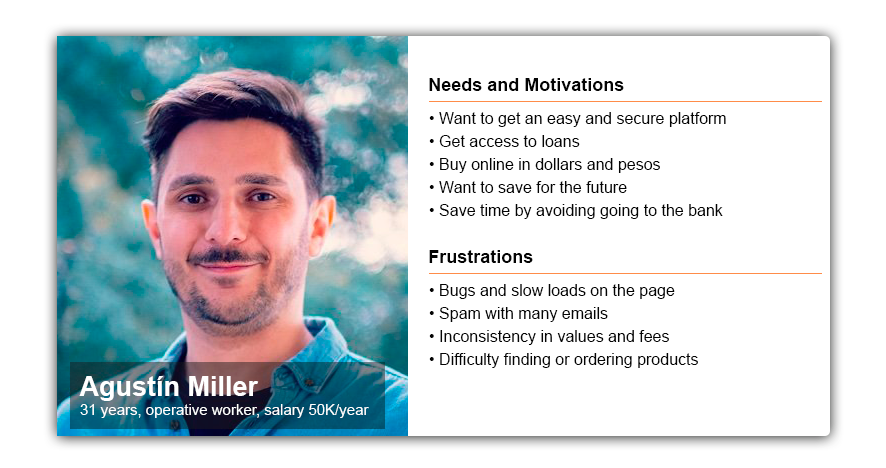 Needs and Motivations
• Want to get an easy and secure platform
• Get access to loans
• Buy online in dollars and pesos
• Want to save for the future
• Save time by avoiding going to the bank
Frustrations
• Bugs and slow loads on the page
• Spam with many emails
• Inconsistency in values and fees
• Difficulty finding or ordering products
Agustín Miller
31 years, operative worker, salary 50K/year